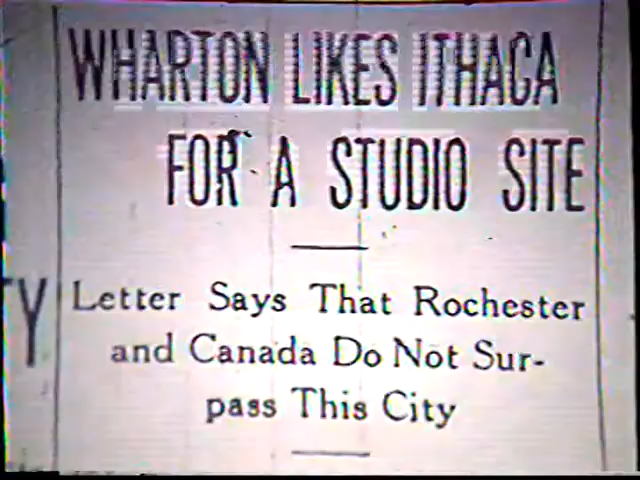 WHARTON LIKES ITHACA
FOR A STUDIO SITE
Letter Says That Rochester
and Canada Do Not Sur-
pass This City